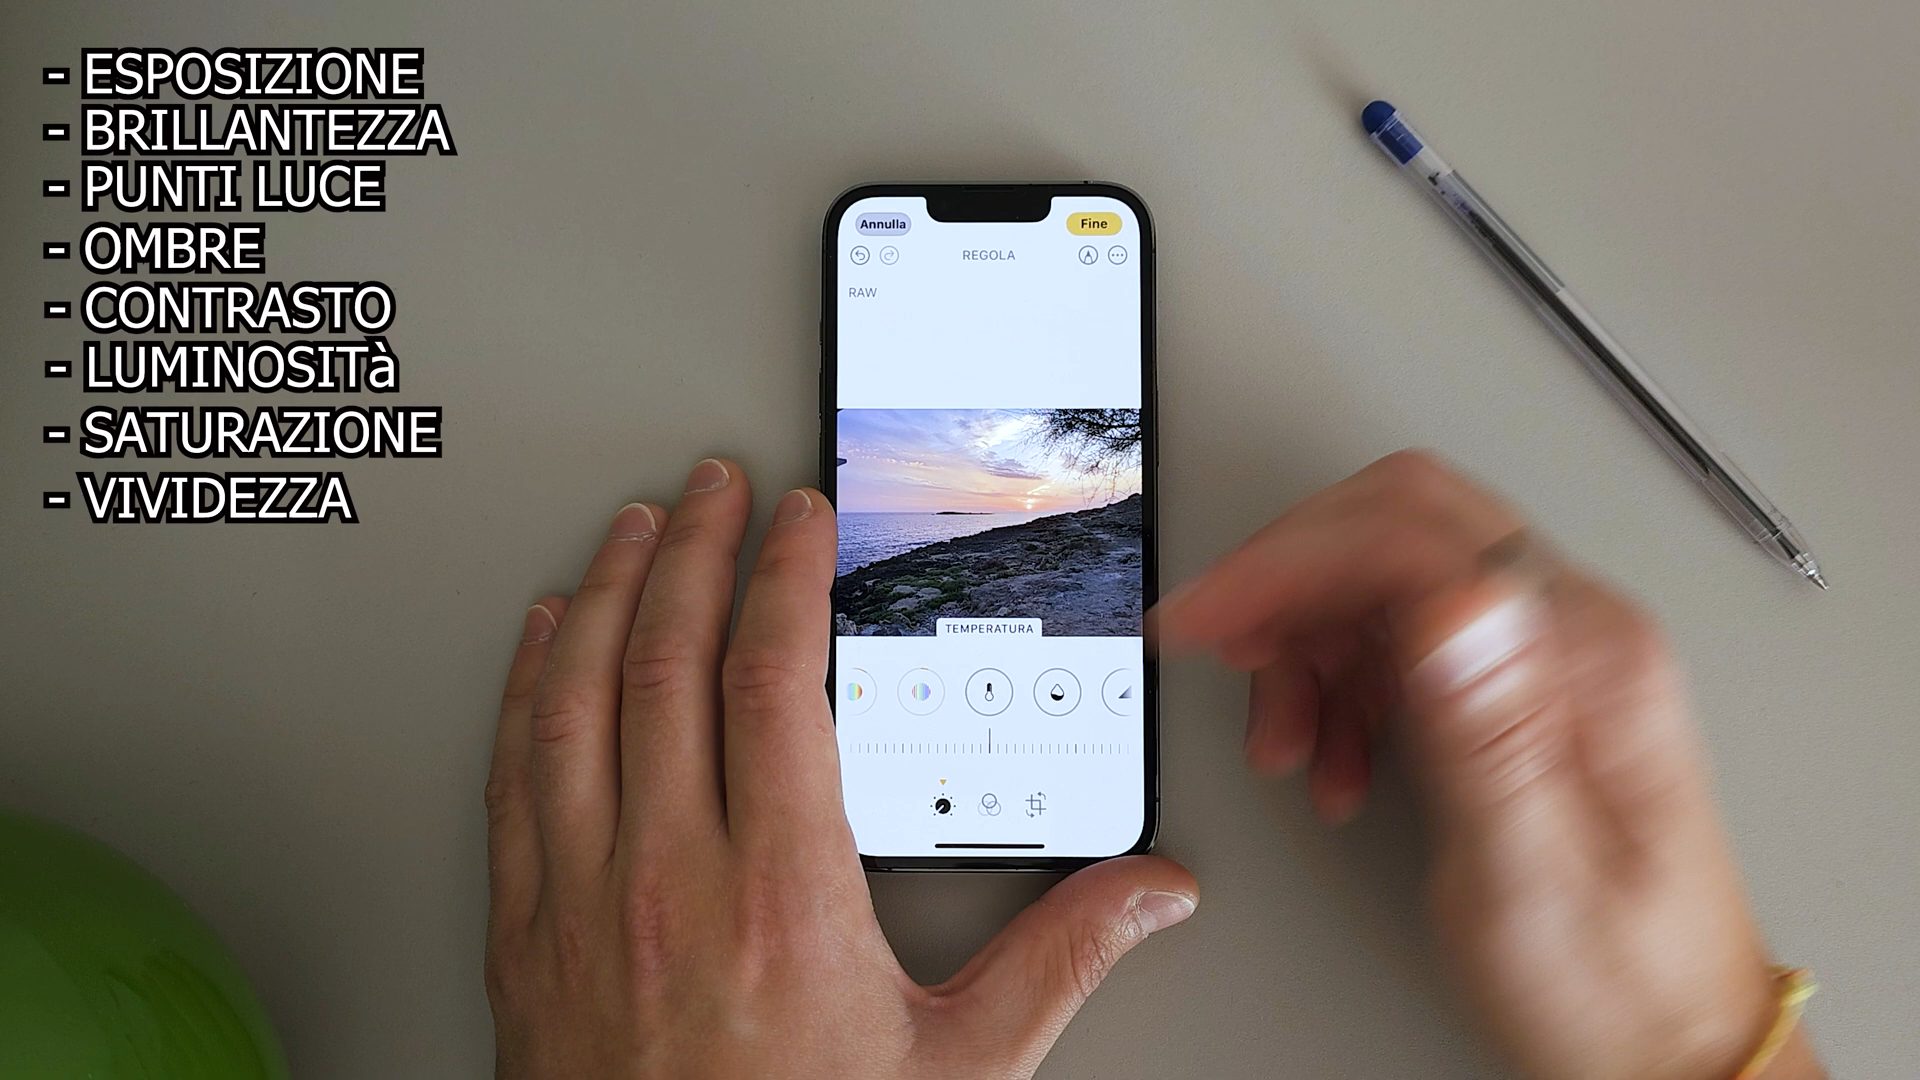 - ESPOSIZIONE
- BRILLANTEZZA
- PUNTI LUCE
- OMBRE
- CONTRASTO
- LUMINOSITà
- SATURAZIONE
- VIVIDEZZA
Annulla
Fine
REGOLA
RAW
TEMPERATURA